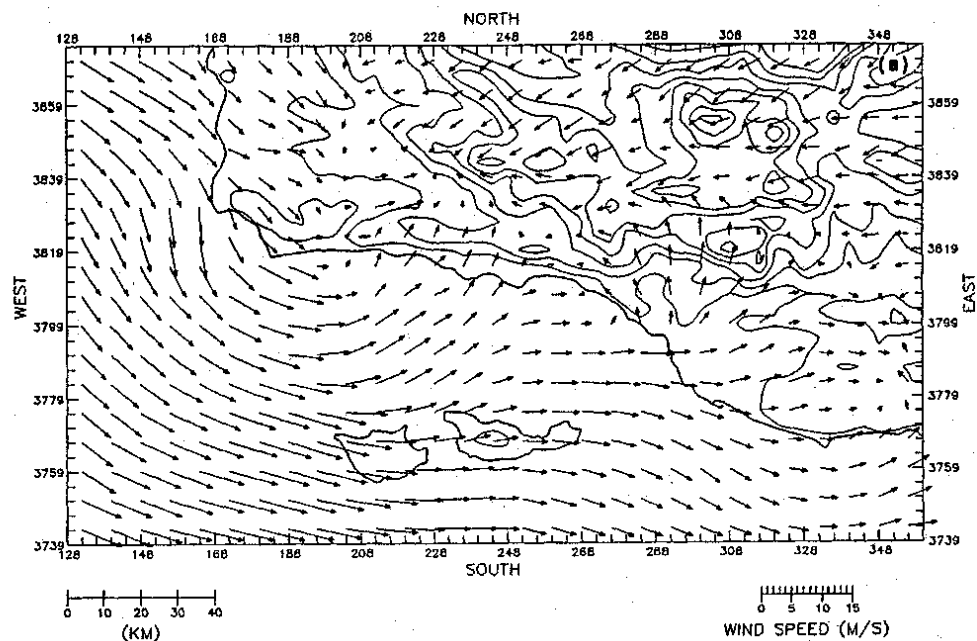 NORTH
128 148 168 188 208 228 248 268 288 308 328 348
(a)
3859 3859
3839 3839
3819 3819
WEST EAST
3799 3799
3779 3779
3759 3759
3739 3739
128 148 168 188 208 228 248 268 288 308 328 348
SOUTH
0 10 20 30 40
(KM)
0 5 10 15
WIND SPEED (M/S)